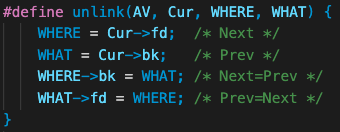 #define unlink(AV, Cur, WHERE, WHAT) {
    WHERE = Cur->fd;  /* Next */
    WHAT = Cur->bk;   /* Prev */
    WHERE->bk = WHAT; /* Next=Prev */
    WHAT->fd = WHERE; /* Prev=Next */
}